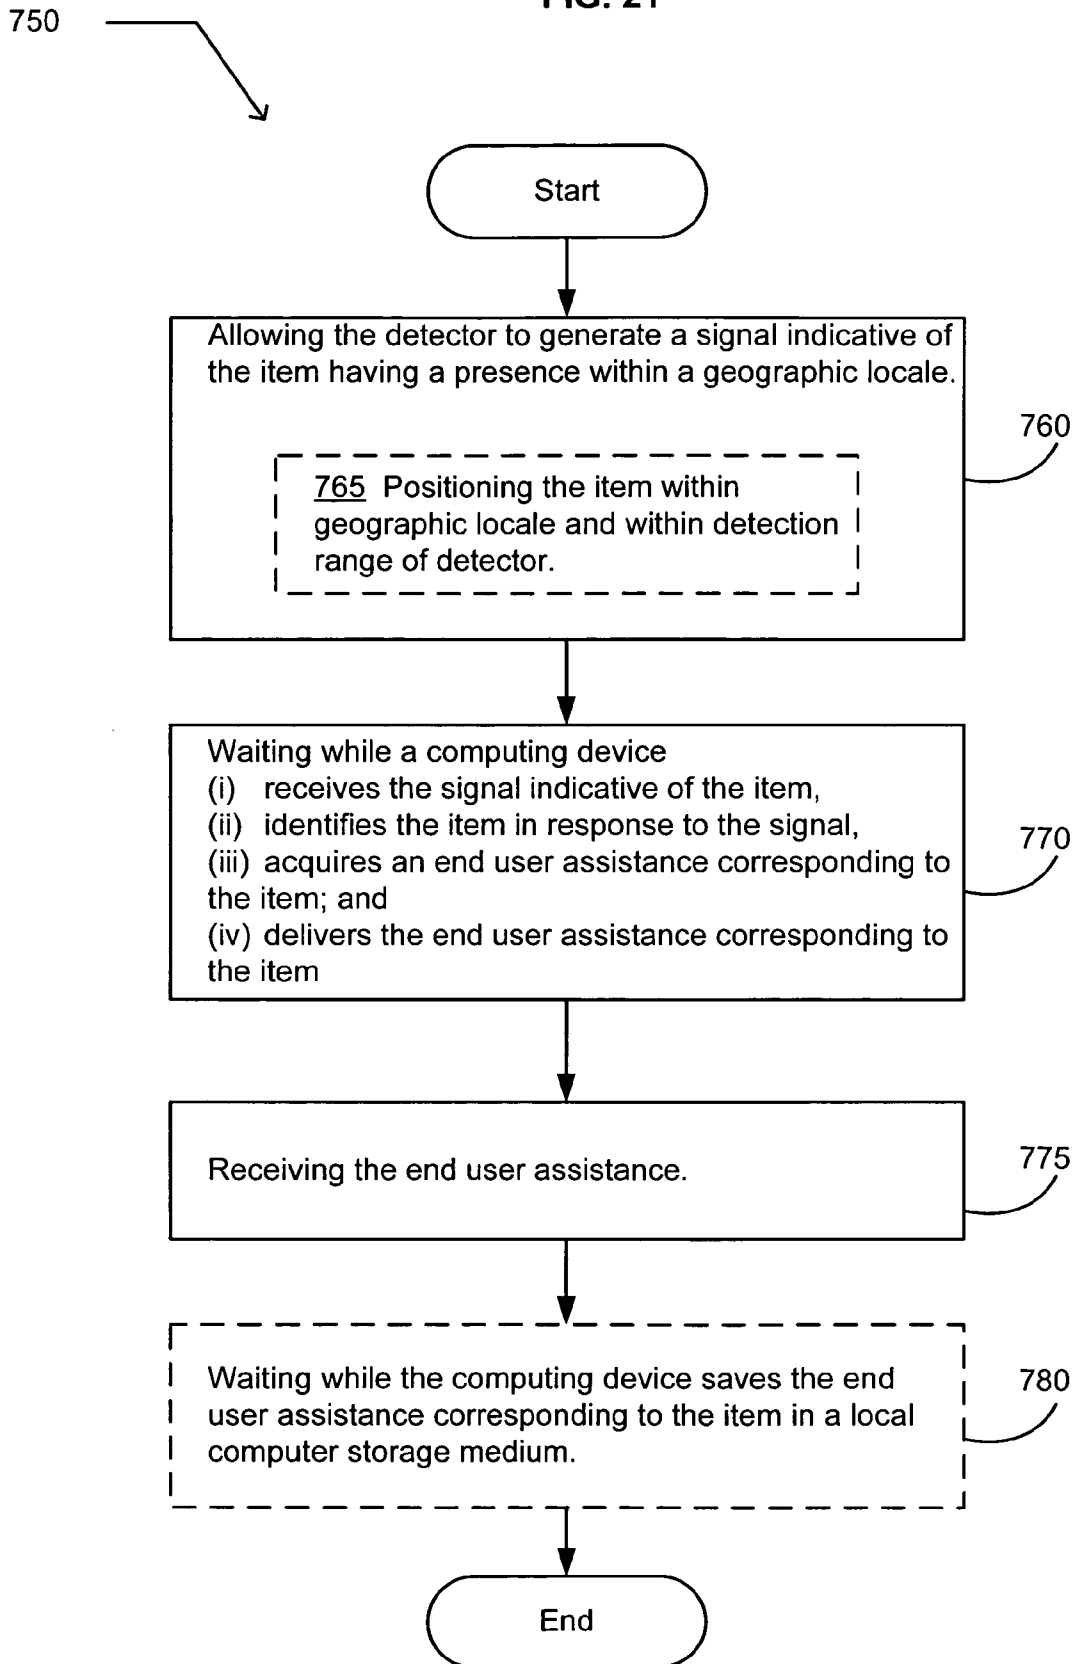 FIG. 21
750
Start
Allowing the detector to generate a signal indicative of
the item having a presence within a geographic locale.
760
765 Positioning the item within
geographic locale and within detection
range of detector.
Waiting while a computing device
(i) receives the signal indicative of the item,
(ii) identifies the item in response to the signal,
(iii) acquires an end user assistance corresponding to
the item; and
(iv) delivers the end user assistance corresponding to
the item
770
Receiving the end user assistance.
775
Waiting while the computing device saves the end
user assistance corresponding to the item in a local
computer storage medium.
780
End